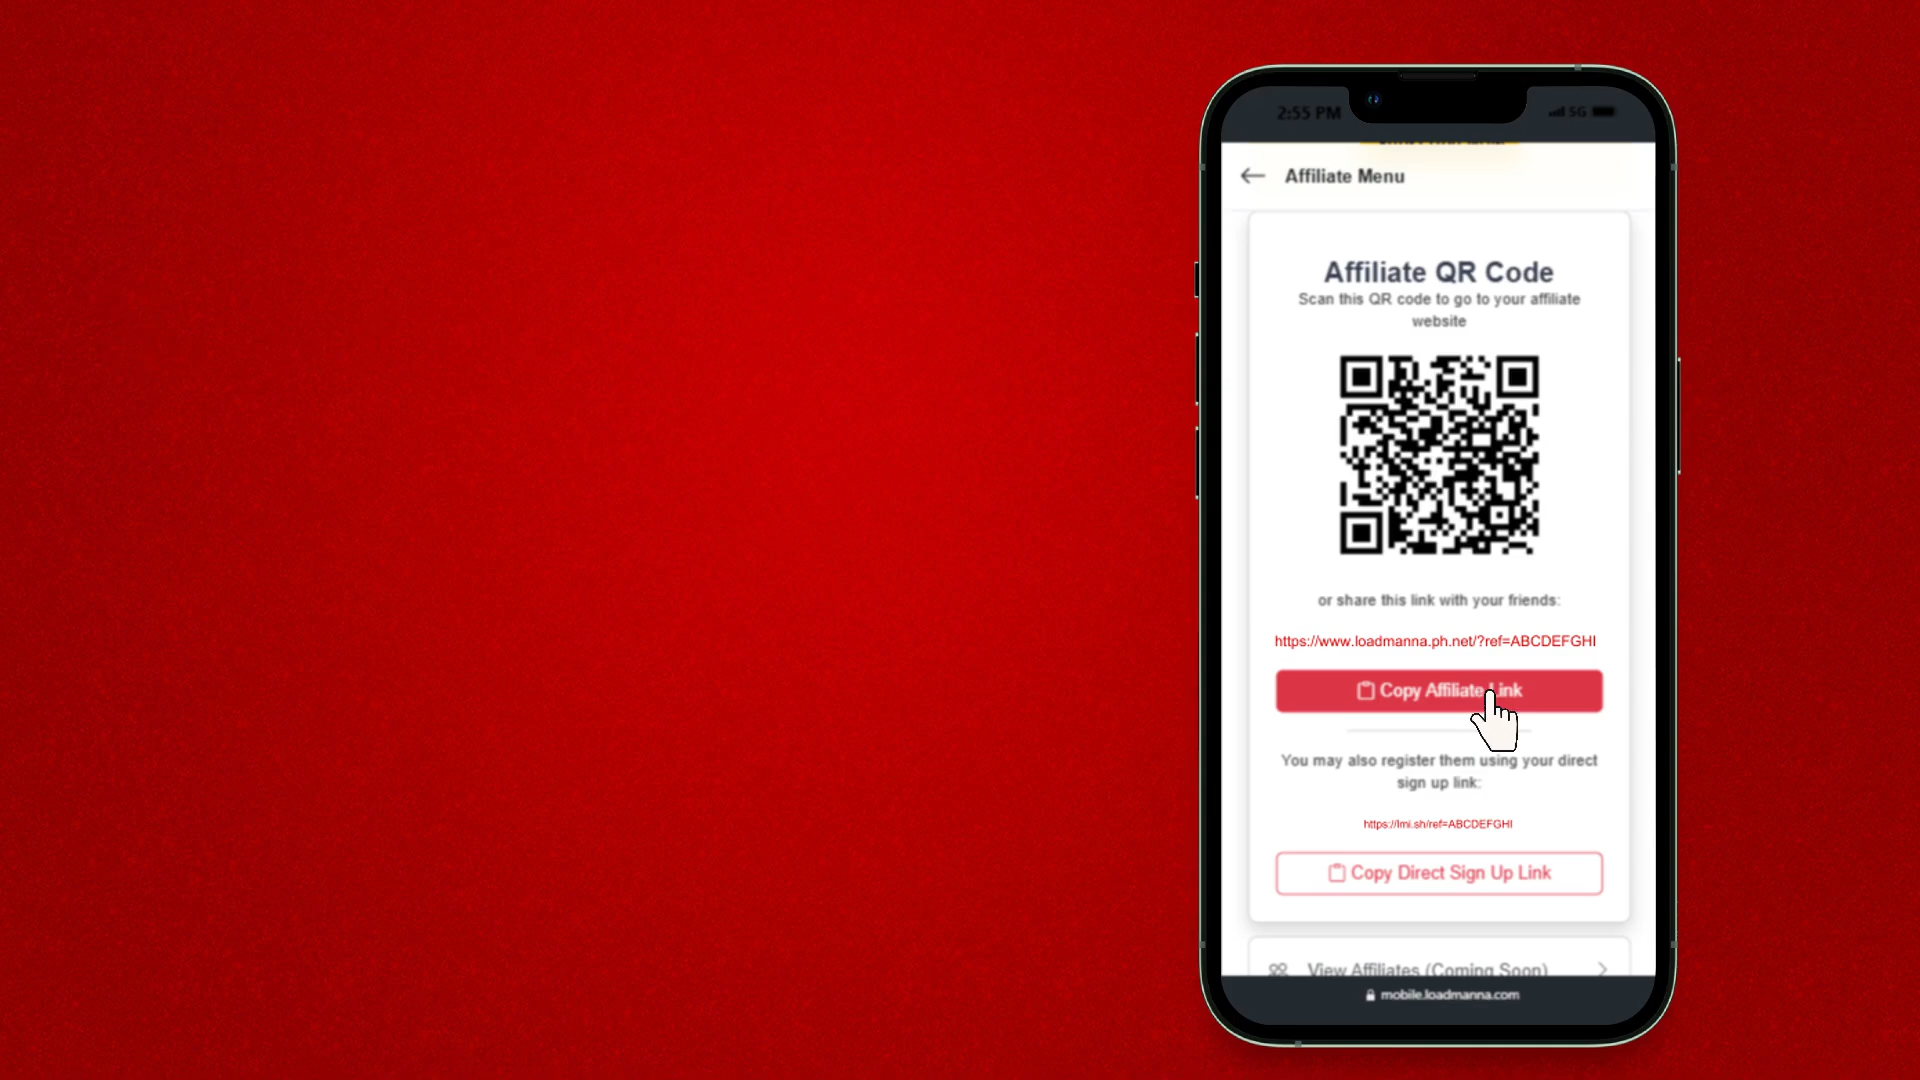 2:55 PM
5G
Affiliate Menu
Affiliate QR Code
Scan this QR code to go to your affiliate
website
or share this link with your friends:
https://www.loadmanna.ph.net/?ref=ABCDEFGHI
Copy Affiliate Link
You may also register them using your direct
sign up link:
https://lmi.sh/ref=ABCDEFGHI
Copy Direct Sign Up Link
View Affiliates (Coming Soon)
mobile.loadmanna.com